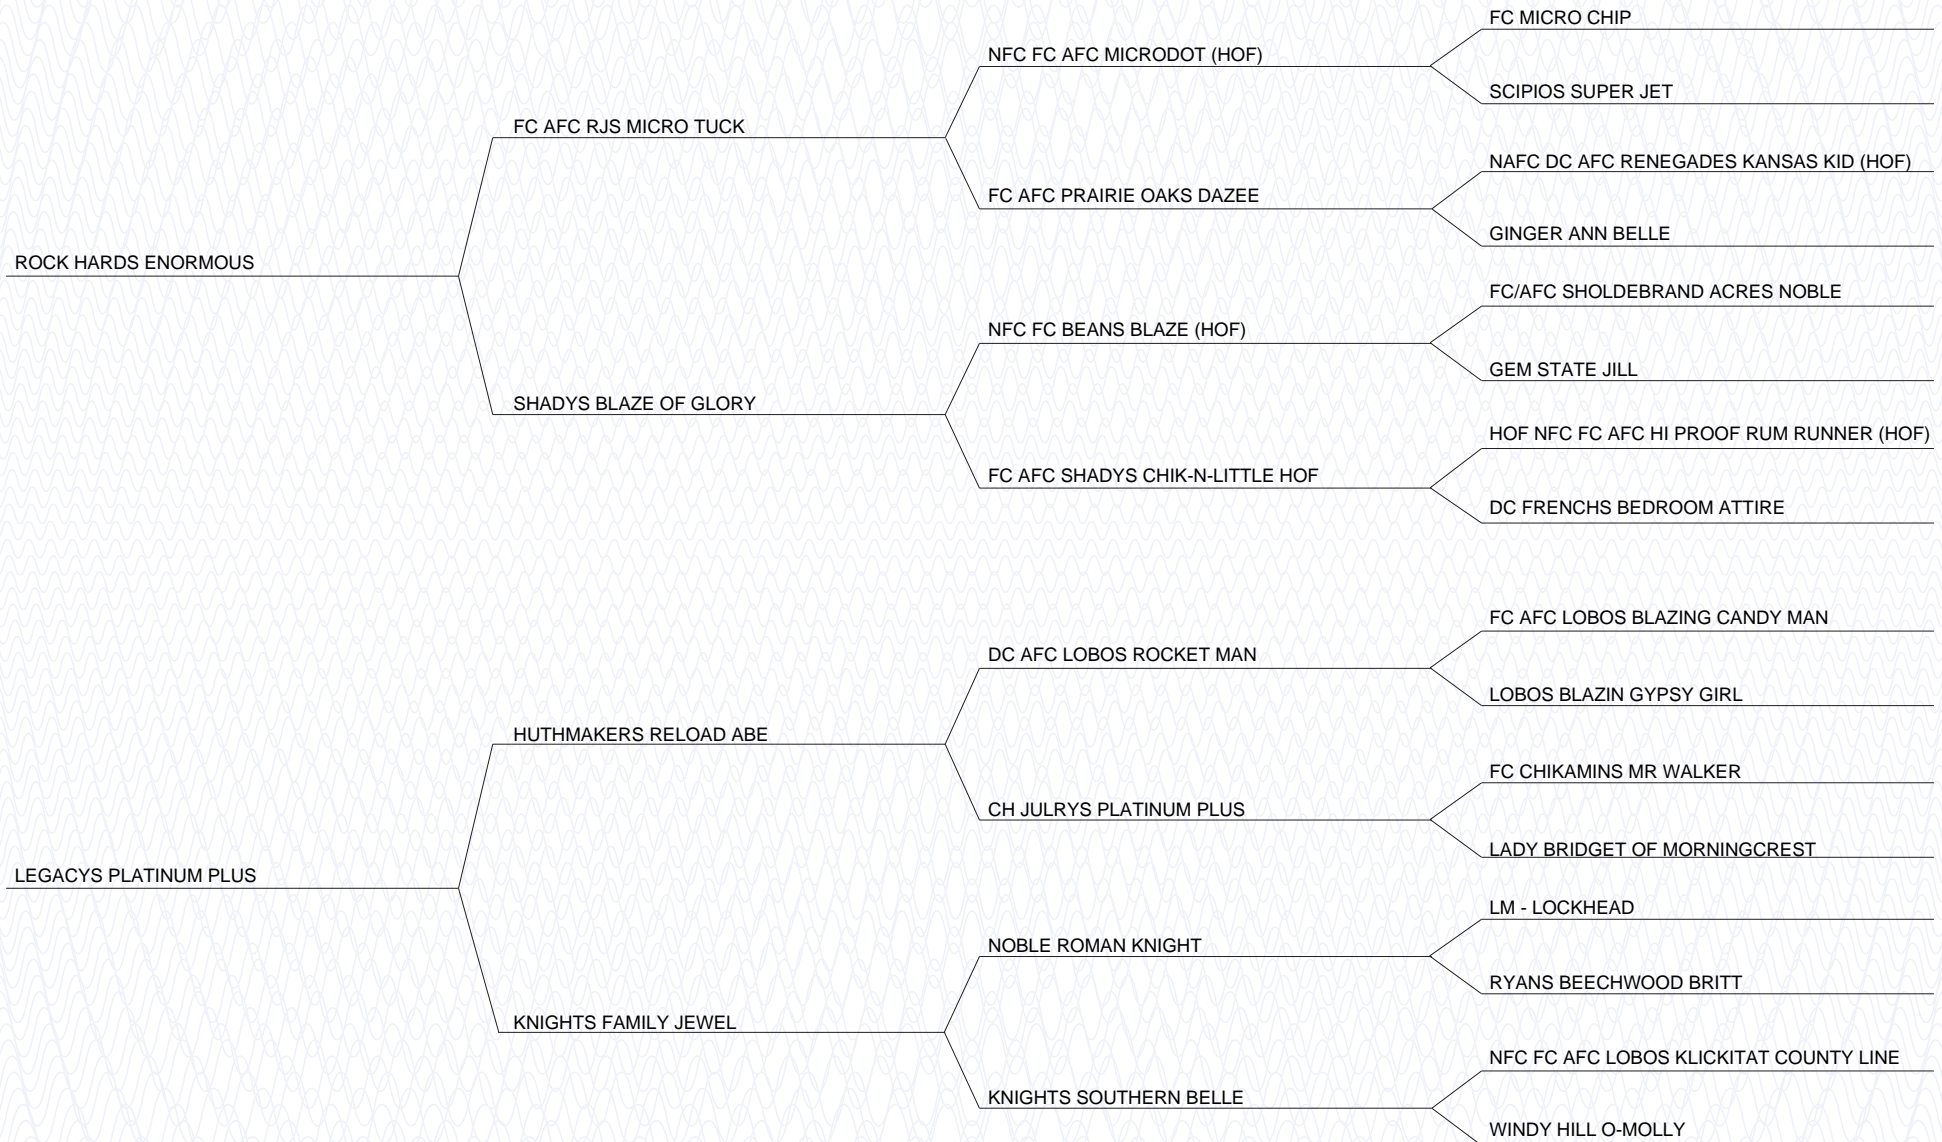 FC MICRO CHIP
NFC FC AFC MICRODOT (HOF)
SCIPIOS SUPER JET
FC AFC RJS MICRO TUCK
NAFC DC AFC RENEGADES KANSAS KID (HOF)
FC AFC PRAIRIE OAKS DAZEE
GINGER ANN BELLE
ROCK HARDS ENORMOUS
FC/AFC SHOLDEBRAND ACRES NOBLE
NFC FC BEANS BLAZE (HOF)
GEM STATE JILL
SHADYS BLAZE OF GLORY
HOF NFC FC AFC HI PROOF RUM RUNNER (HOF)
FC AFC SHADYS CHIK-N-LITTLE HOF
DC FRENCHS BEDROOM ATTIRE
FC AFC LOBOS BLAZING CANDY MAN
DC AFC LOBOS ROCKET MAN
LOBOS BLAZIN GYPSY GIRL
HUTHMAKERS RELOAD ABE
FC CHIKAMINS MR WALKER
CH JULRYS PLATINUM PLUS
LADY BRIDGET OF MORNINGCREST
LEGACYS PLATINUM PLUS
LM - LOCKHEAD
NOBLE ROMAN KNIGHT
RYANS BEECHWOOD BRITT
KNIGHTS FAMILY JEWEL
NFC FC AFC LOBOS KLICKITAT COUNTY LINE
KNIGHTS SOUTHERN BELLE
WINDY HILL O-MOLLY